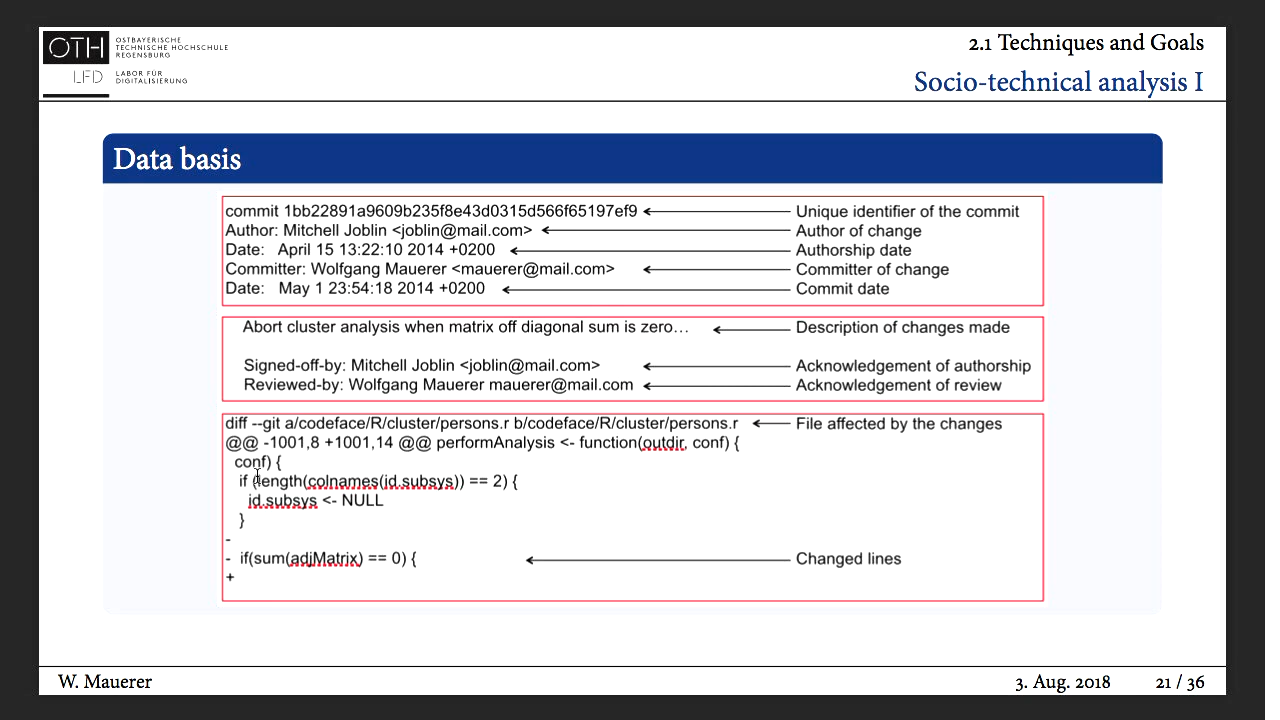 OTH
OSTBAYERISCHE
TECHNISCHE HOCHSCHULE
REGENSBURG
LFD
LABOR FÜR
DIGITALISIERUNG
2.1 Techniques and Goals
Socio-technical analysis I
Data basis
commit 1bb22891a9609b235f8e43d0315d566f65197ef9 Unique identifier of the commit
Author: Mitchell Joblin <joblin@mail.com> Author of change
Date: April 15 13:22:10 2014 +0200 Authorship date
Committer: Wolfgang Mauerer <mauerer@mail.com> Committer of change
Date: May 1 23:54:18 2014 +0200 Commit date
Abort cluster analysis when matrix off diagonal sum is zero… Description of changes made
Signed-off-by: Mitchell Joblin <joblin@mail.com> Acknowledgement of authorship
Reviewed-by: Wolfgang Mauerer mauerer@mail.com Acknowledgement of review
diff --git a/codeface/R/cluster/persons.r b/codeface/R/cluster/persons.r File affected by the changes
@@ -1001,8 +1001,14 @@ performAnalysis <- function(outdir, conf) {
conf) {
if (length(colnames(id.subsys)) == 2) {
id.subsys <- NULL
}
-
- if(sum(adjMatrix) == 0) { Changed lines
+
W. Mauerer
3. Aug. 2018
21 / 36